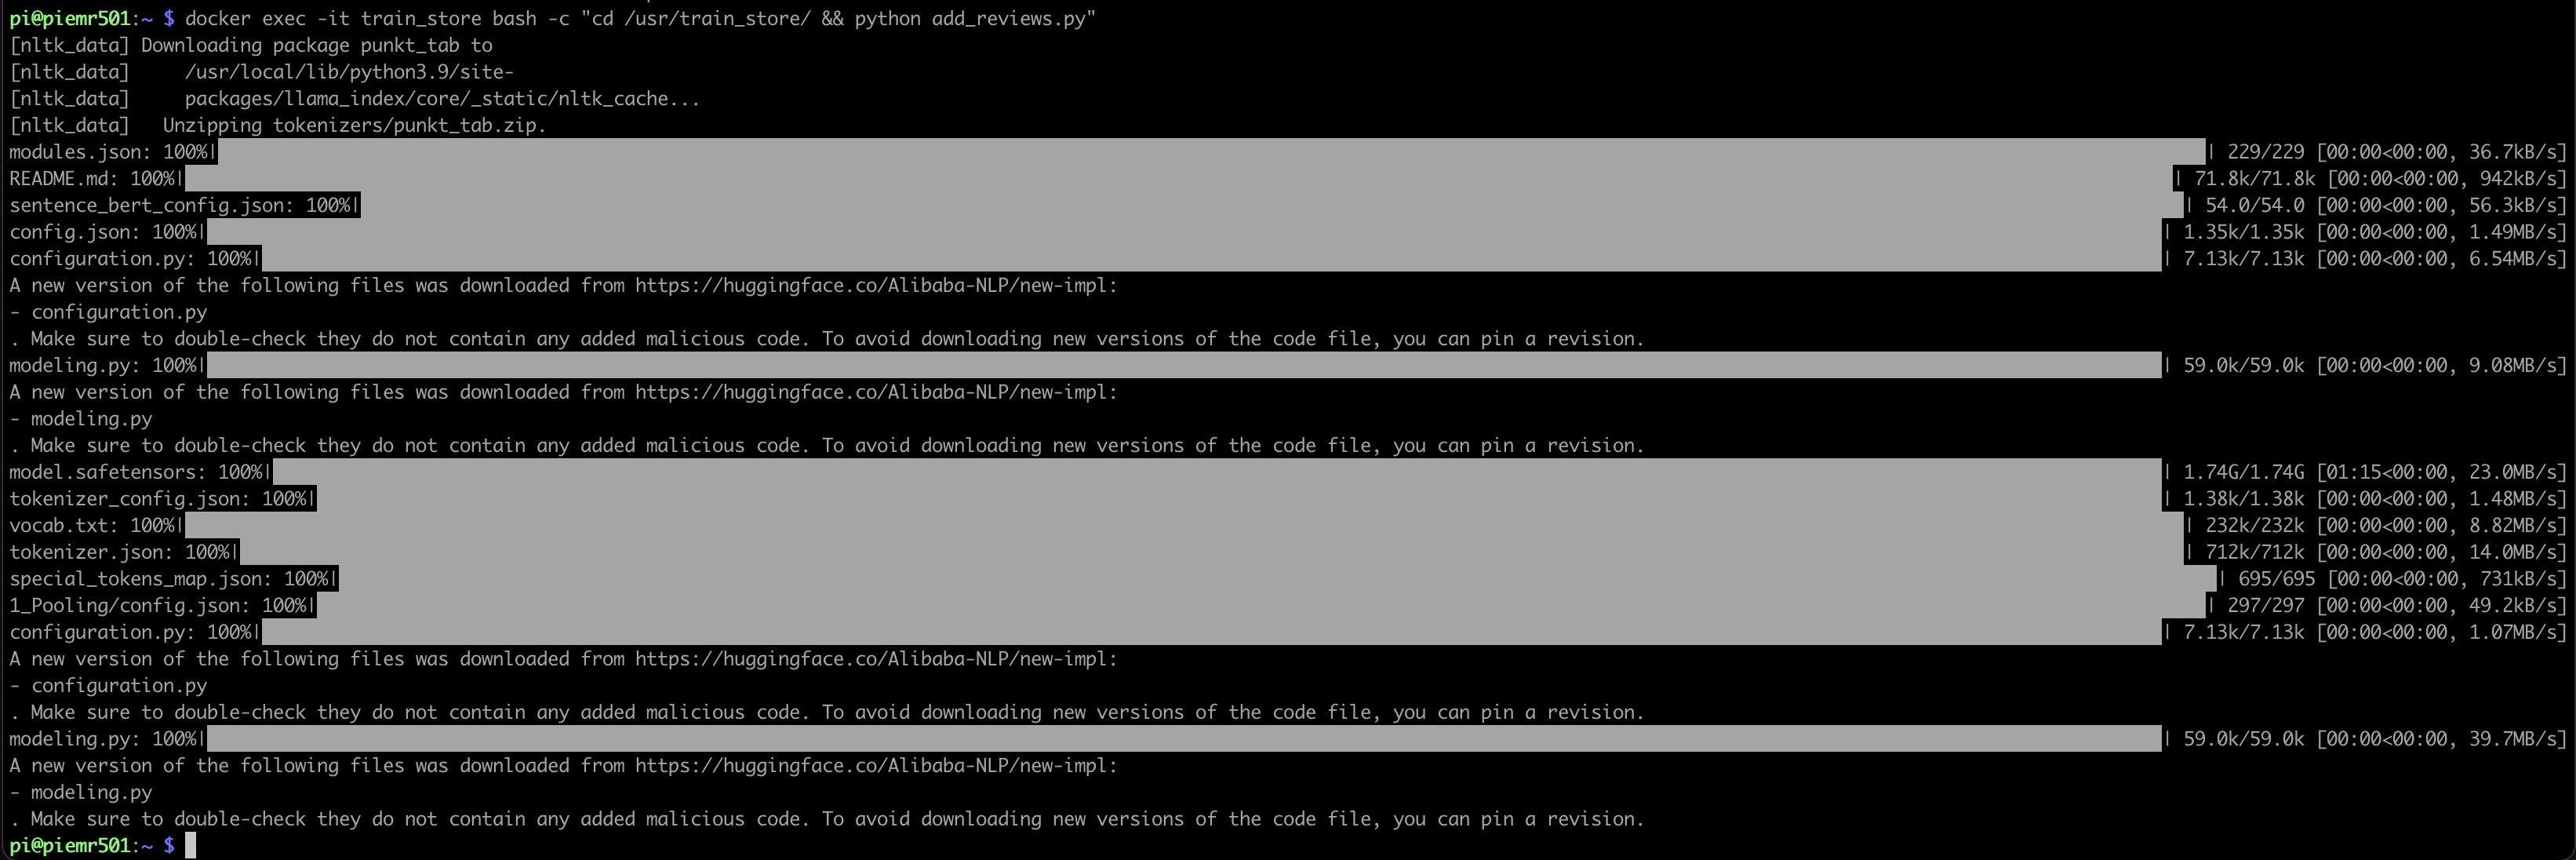 pi@piemr501:~ $ docker exec -it train_store bash -c "cd /usr/train_store/ && python add_reviews.py"
[nltk_data] Downloading package punkt_tab to
[nltk_data]     /usr/local/lib/python3.9/site-
[nltk_data]     packages/llama_index/core/_static/nltk_cache...
[nltk_data]   Unzipping tokenizers/punkt_tab.zip.
modules.json: 100%| | 229/229 [00:00<00:00, 36.7kB/s]
README.md: 100%| | 71.8k/71.8k [00:00<00:00, 942kB/s]
sentence_bert_config.json: 100%| | 54.0/54.0 [00:00<00:00, 56.3kB/s]
config.json: 100%| | 1.35k/1.35k [00:00<00:00, 1.49MB/s]
configuration.py: 100%| | 7.13k/7.13k [00:00<00:00, 6.54MB/s]
A new version of the following files was downloaded from https://huggingface.co/Alibaba-NLP/new-impl:
- configuration.py
. Make sure to double-check they do not contain any added malicious code. To avoid downloading new versions of the code file, you can pin a revision.
modeling.py: 100%| | 59.0k/59.0k [00:00<00:00, 9.08MB/s]
A new version of the following files was downloaded from https://huggingface.co/Alibaba-NLP/new-impl:
- modeling.py
. Make sure to double-check they do not contain any added malicious code. To avoid downloading new versions of the code file, you can pin a revision.
model.safetensors: 100%| | 1.74G/1.74G [01:15<00:00, 23.0MB/s]
tokenizer_config.json: 100%| | 1.38k/1.38k [00:00<00:00, 1.48MB/s]
vocab.txt: 100%| | 232k/232k [00:00<00:00, 8.82MB/s]
tokenizer.json: 100%| | 712k/712k [00:00<00:00, 14.0MB/s]
special_tokens_map.json: 100%| | 695/695 [00:00<00:00, 731kB/s]
1_Pooling/config.json: 100%| | 297/297 [00:00<00:00, 49.2kB/s]
configuration.py: 100%| | 7.13k/7.13k [00:00<00:00, 1.07MB/s]
A new version of the following files was downloaded from https://huggingface.co/Alibaba-NLP/new-impl:
- configuration.py
. Make sure to double-check they do not contain any added malicious code. To avoid downloading new versions of the code file, you can pin a revision.
modeling.py: 100%| | 59.0k/59.0k [00:00<00:00, 39.7MB/s]
A new version of the following files was downloaded from https://huggingface.co/Alibaba-NLP/new-impl:
- modeling.py
. Make sure to double-check they do not contain any added malicious code. To avoid downloading new versions of the code file, you can pin a revision.
pi@piemr501:~ $